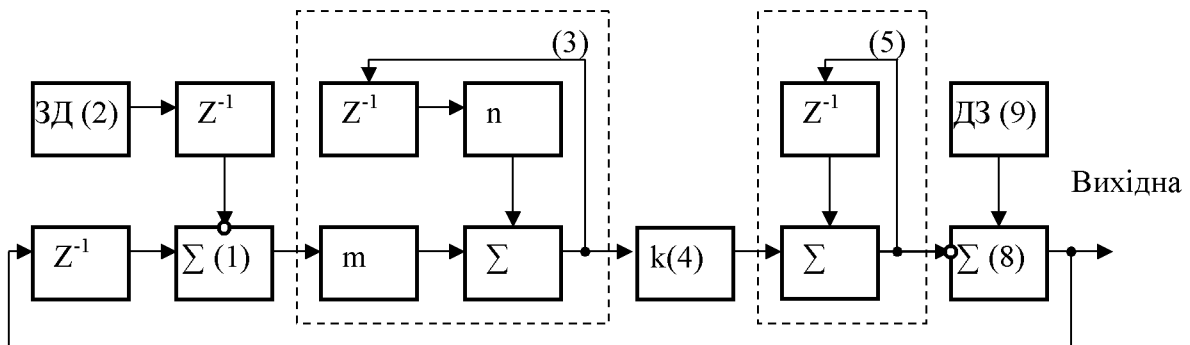 (3)
(5)
ЗД (2)
Z⁻¹
Z⁻¹
n
Z⁻¹
ДЗ (9)
Вихідна
Z⁻¹
∑ (1)
m
∑
k(4)
∑
∑ (8)